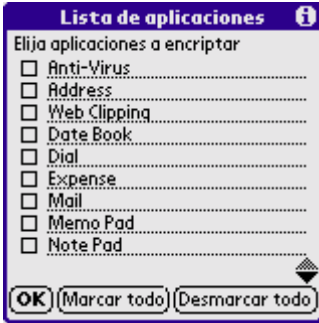 Lista de aplicaciones
Elija aplicaciones a encriptar
Anti-Virus
Address
Web Clipping
Date Book
Dial
Expense
Mail
Memo Pad
Note Pad
OK Marcar todo Desmarcar todo